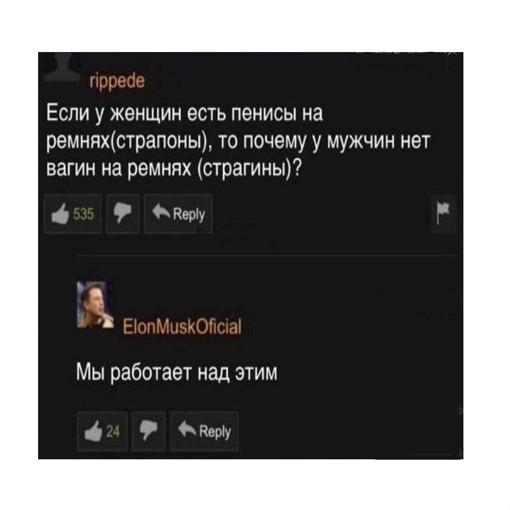 rippede
Если у женщин есть пенисы на
ремнях(страпоны), то почему у мужчин нет
вагин на ремнях (страгины)?
535 Reply
ElonMuskOficial
Мы работает над этим
24 Reply